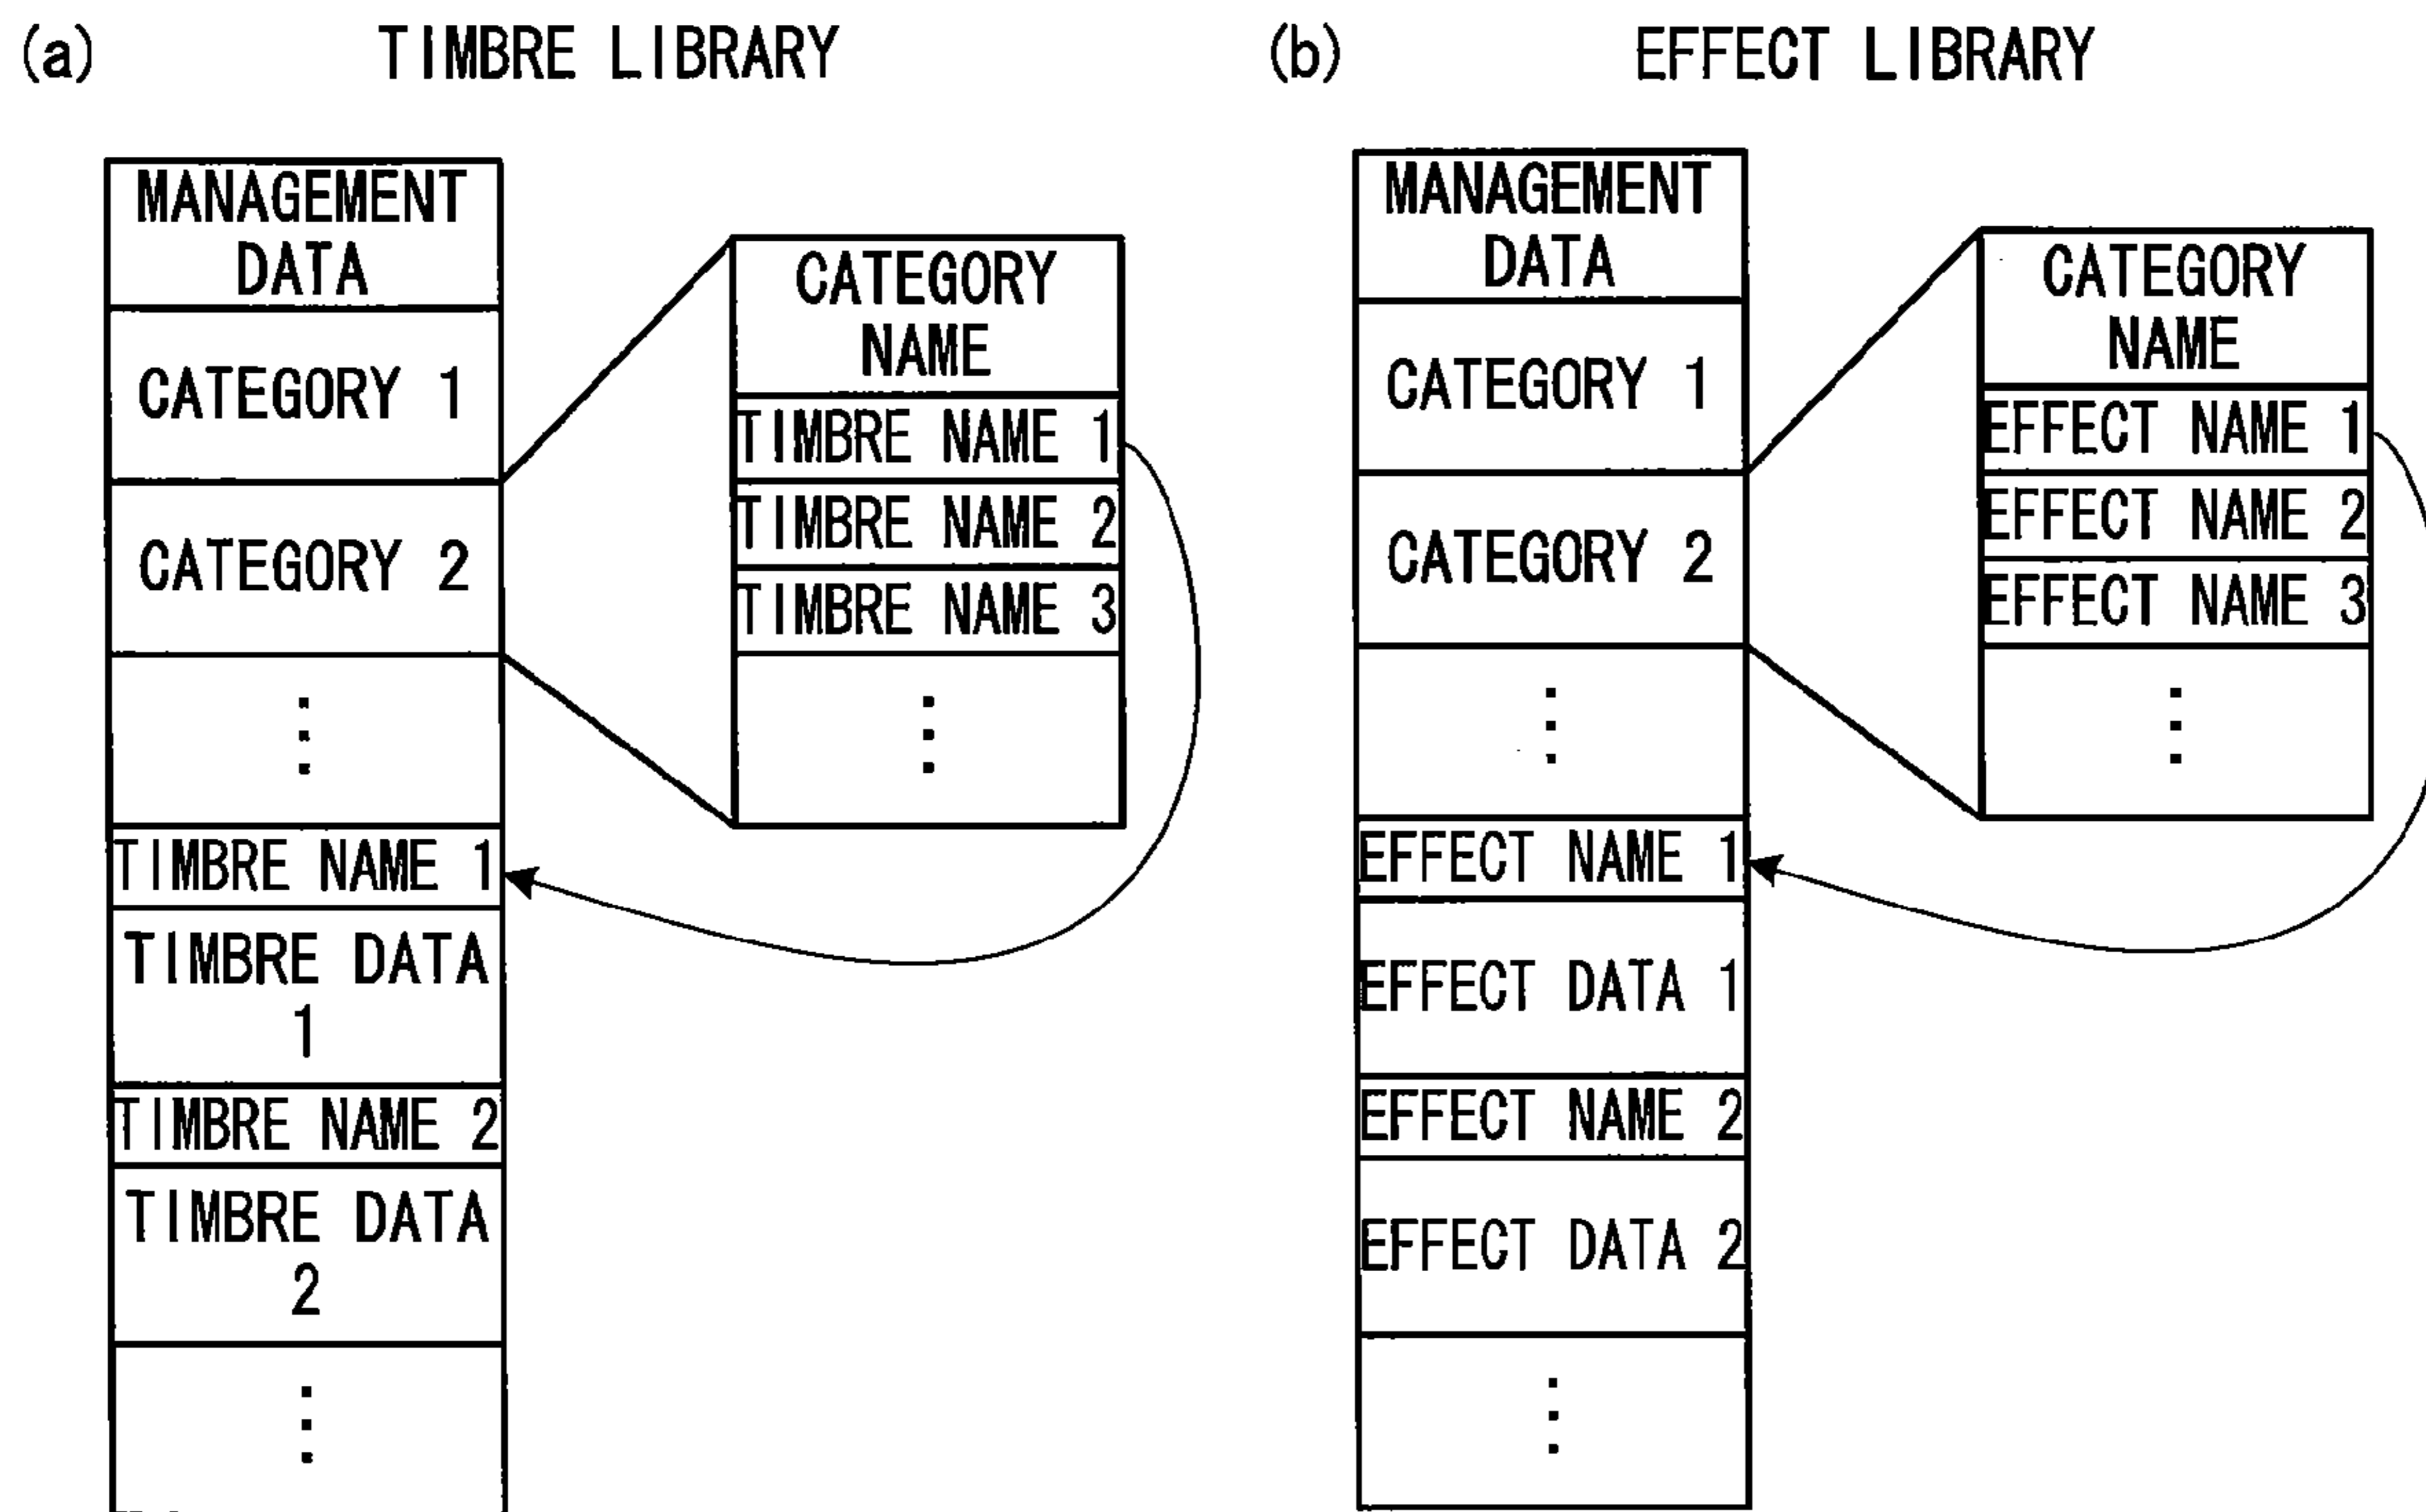 (a) TIMBRE LIBRARY
MANAGEMENT
DATA
CATEGORY 1
CATEGORY 2
TIMBRE NAME 1
TIMBRE DATA
1
TIMBRE NAME 2
TIMBRE DATA
2
CATEGORY
NAME
TIMBRE NAME 1
TIMBRE NAME 2
TIMBRE NAME 3
(b) EFFECT LIBRARY
MANAGEMENT
DATA
CATEGORY 1
CATEGORY 2
EFFECT NAME 1
EFFECT DATA 1
EFFECT NAME 2
EFFECT DATA 2
CATEGORY
NAME
EFFECT NAME 1
EFFECT NAME 2
EFFECT NAME 3